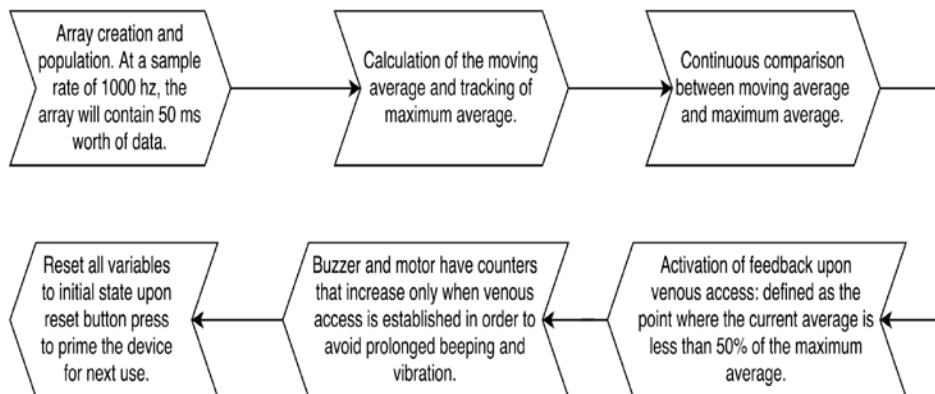 Array creation and
population. At a sample
rate of 1000 hz, the
array will contain 50 ms
worth of data.
Calculation of the moving
average and tracking of
maximum average.
Continuous comparison
between moving average
and maximum average.
Activation of feedback upon
venous access: defined as the
point where the current average is
less than 50% of the maximum
average.
Buzzer and motor have counters
that increase only when venous
access is established in order to
avoid prolonged beeping and
vibration.
Reset all variables
to initial state upon
reset button press
to prime the device
for next use.